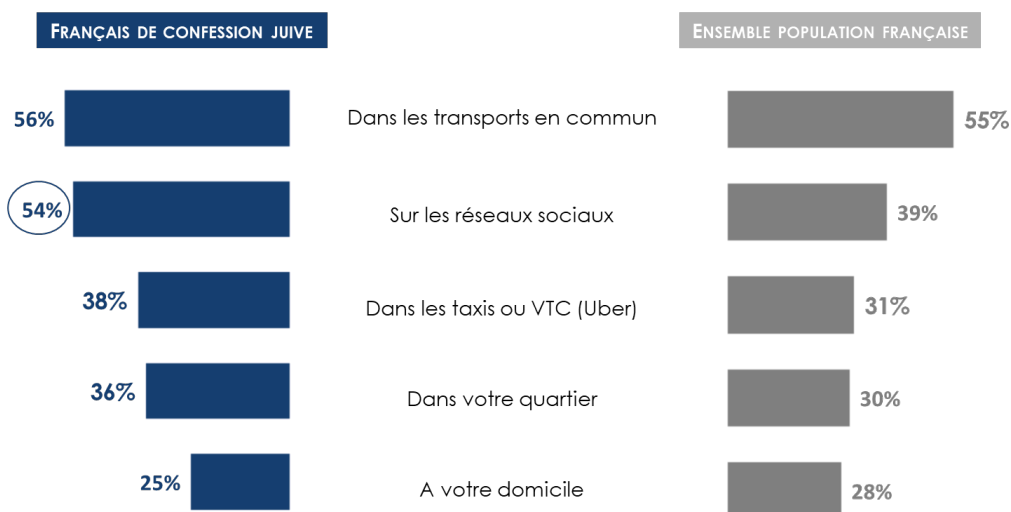 FRANÇAIS DE CONFESSION JUIVE
ENSEMBLE POPULATION FRANÇAISE
56% Dans les transports en commun 55%
54% Sur les réseaux sociaux 39%
38% Dans les taxis ou VTC (Uber) 31%
36% Dans votre quartier 30%
25% A votre domicile 28%